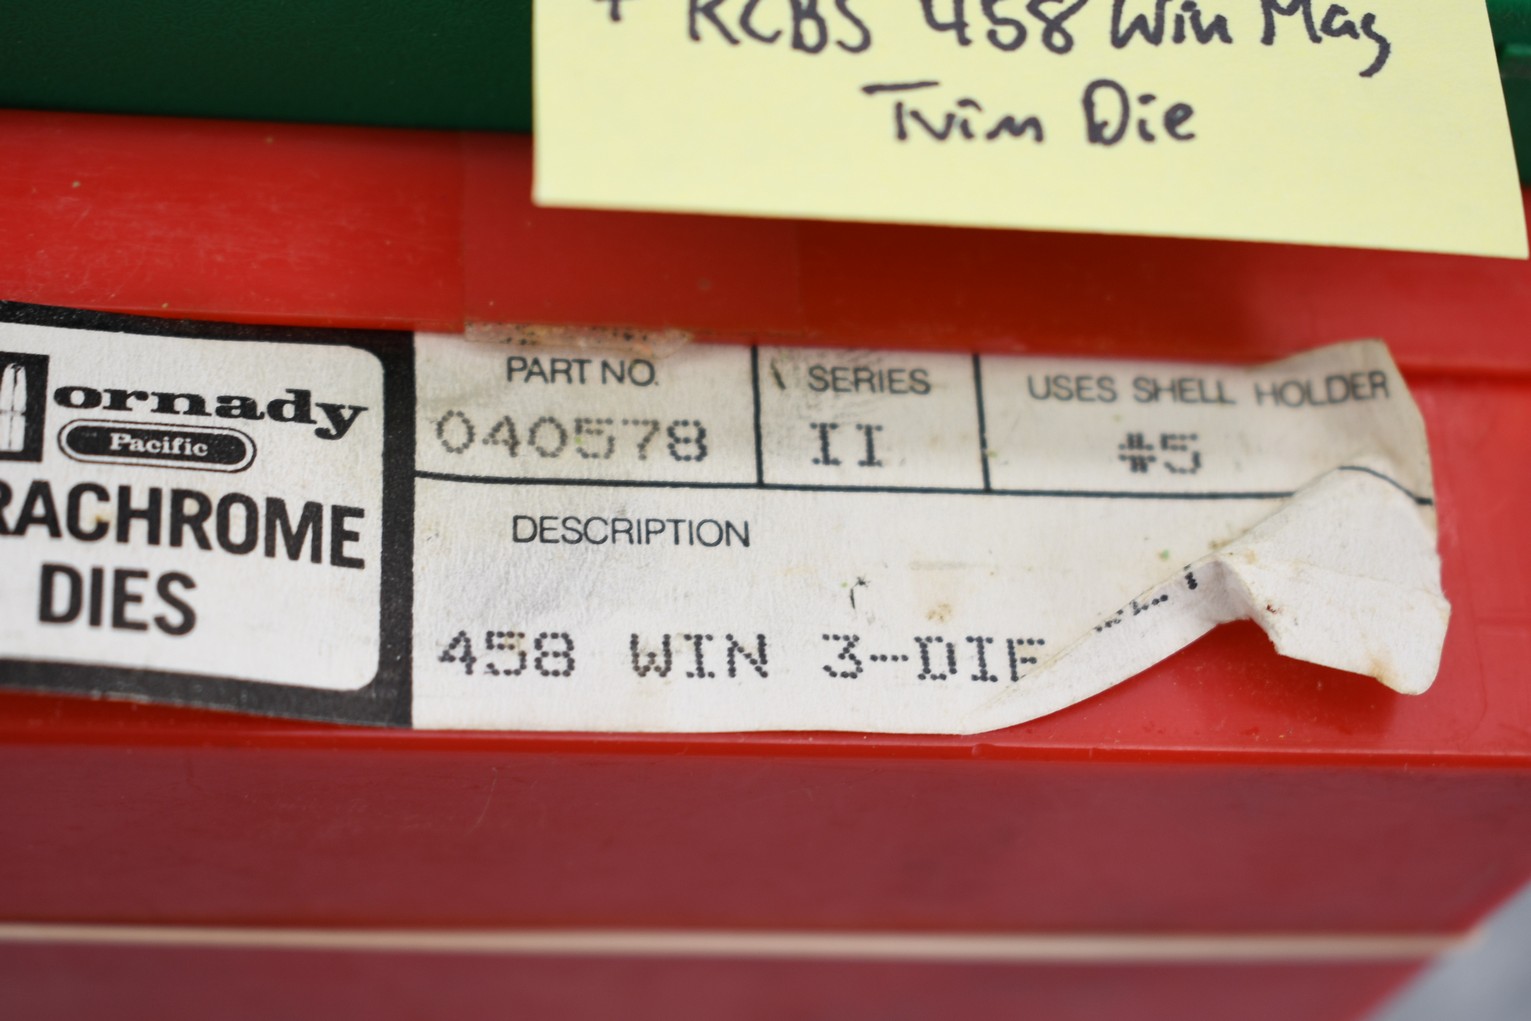 + RCBS 458 Win Mag
Trim Die
ornady
Pacific
RACHROME
DIES
PART NO.
040578
SERIES
II
USES SHELL HOLDER
#5
DESCRIPTION
458 WIN 3-DIE